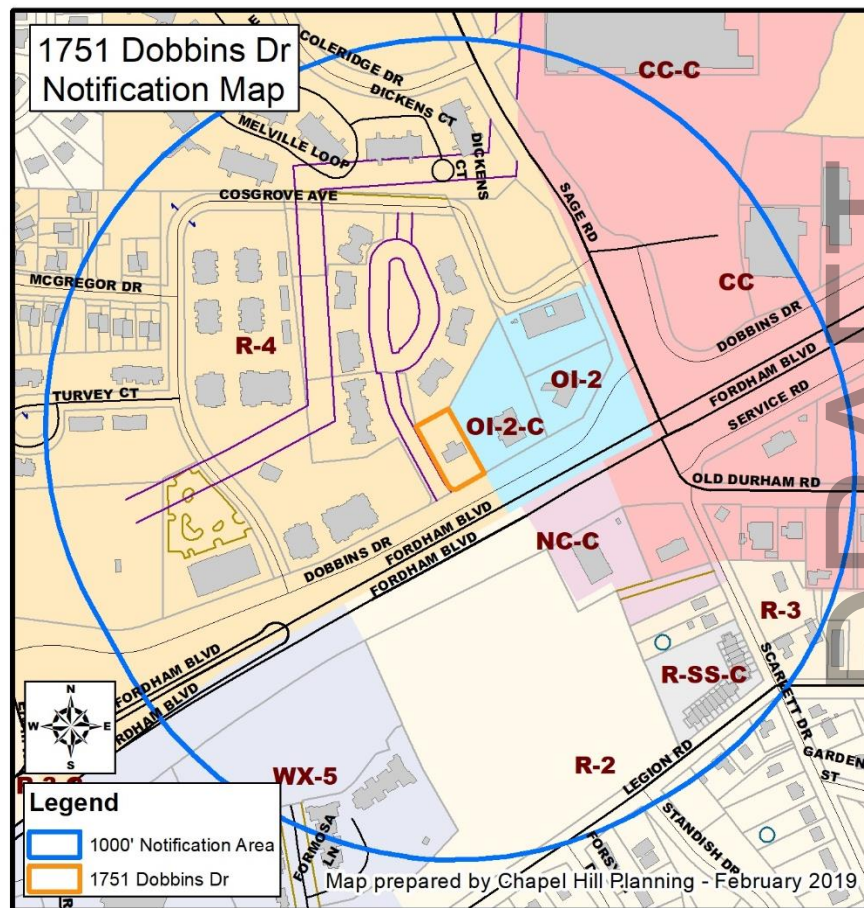 1751 Dobbins Dr
Notification Map
COLERIDGE DR
DICKENS CT
MELVILLE LOOP
DICKENS
CT
CC-C
COSGROVE AVE
SAGE RD
MCGREGOR DR
CC
DOBBINS DR
R-4
FORDHAM BLVD
OI-2
SERVICE RD
TURVEY CT
OI-2-C
OLD DURHAM RD
FORDHAM BLVD
DOBBINS DR
FORDHAM BLVD
NC-C
R-3
DRAFT
R-SS-C
SCARLETT DR
FORDHAM BLVD
N
W
E
S
WX-5
R-2
LEGION RD
GARDEN
ST
STANDISH DR
Legend
1000' Notification Area
1751 Dobbins Dr
FORMOSA
LN
Map prepared by Chapel Hill Planning - February 2019